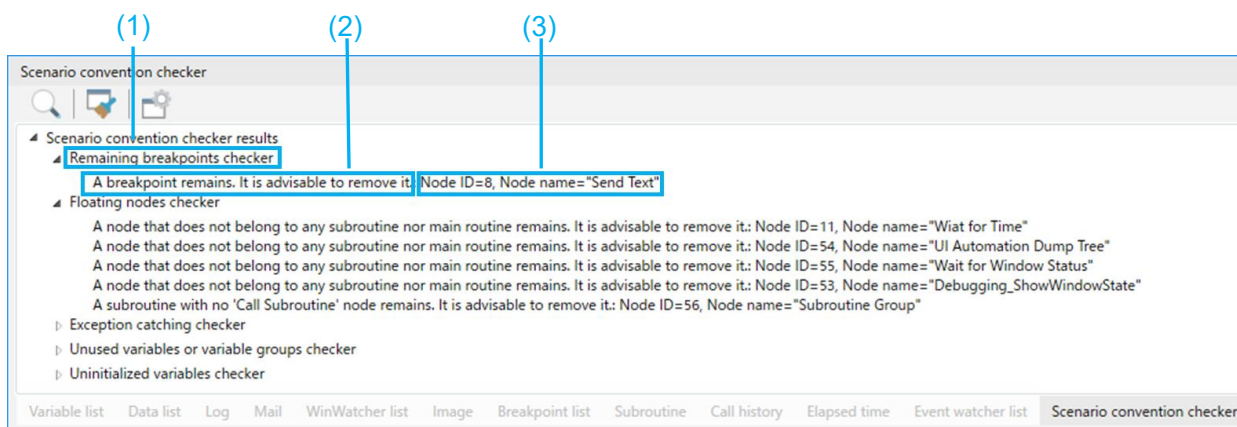 (1) (2) (3)
Scenario convention checker
Scenario convention checker results
Remaining breakpoints checker
A breakpoint remains. It is advisable to remove it.: Node ID=8, Node name="Send Text"
Floating nodes checker
A node that does not belong to any subroutine nor main routine remains. It is advisable to remove it.: Node ID=11, Node name="Wiat for Time"
A node that does not belong to any subroutine nor main routine remains. It is advisable to remove it.: Node ID=54, Node name="UI Automation Dump Tree"
A node that does not belong to any subroutine nor main routine remains. It is advisable to remove it.: Node ID=55, Node name="Wait for Window Status"
A node that does not belong to any subroutine nor main routine remains. It is advisable to remove it.: Node ID=53, Node name="Debugging_ShowWindowState"
A subroutine with no 'Call Subroutine' node remains. It is advisable to remove it.: Node ID=56, Node name="Subroutine Group"
Exception catching checker
Unused variables or variable groups checker
Uninitialized variables checker
Variable list Data list Log Mail WinWatcher list Image Breakpoint list Subroutine Call history Elapsed time Event watcher list Scenario convention checker